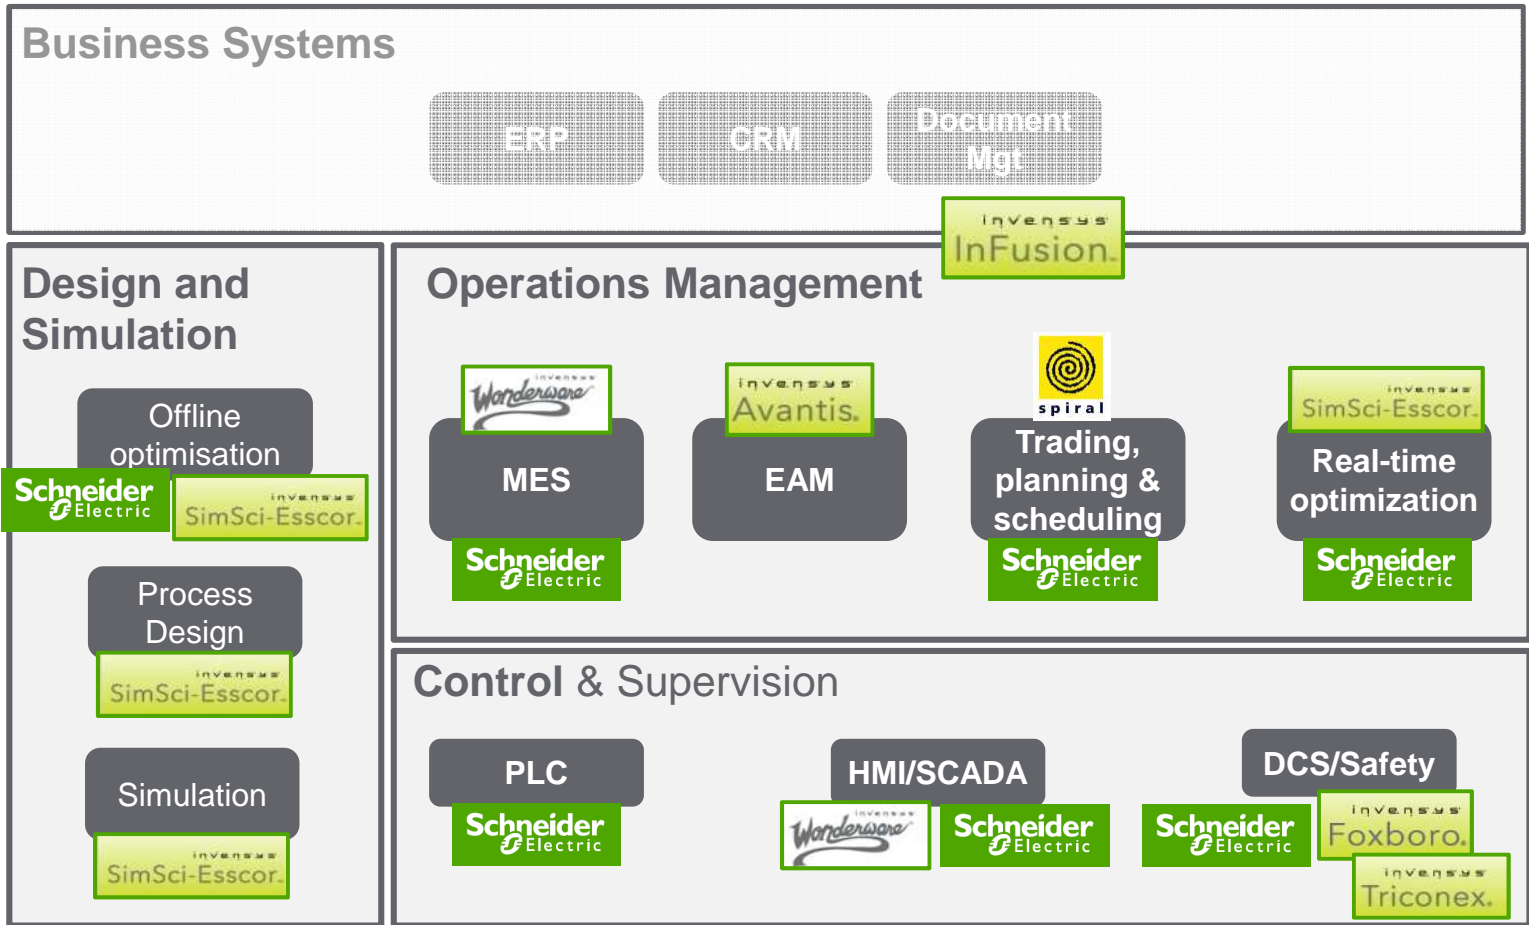 Business Systems
ERP
CRM
Document
Mgt
invensys
InFusion.
Design and
Simulation
Offline
optimisation
Schneider
Electric
invensys
SimSci-Esscor.
Process
Design
invensys
SimSci-Esscor.
Simulation
invensys
SimSci-Esscor.
Operations Management
invensys
Wonderware
MES
Schneider
Electric
invensys
Avantis.
EAM
spiral
Trading,
planning &
scheduling
Schneider
Electric
invensys
SimSci-Esscor.
Real-time
optimization
Schneider
Electric
Control & Supervision
PLC
Schneider
Electric
HMI/SCADA
invensys
Wonderware
Schneider
Electric
DCS/Safety
Schneider
Electric
invensys
Foxboro.
invensys
Triconex.